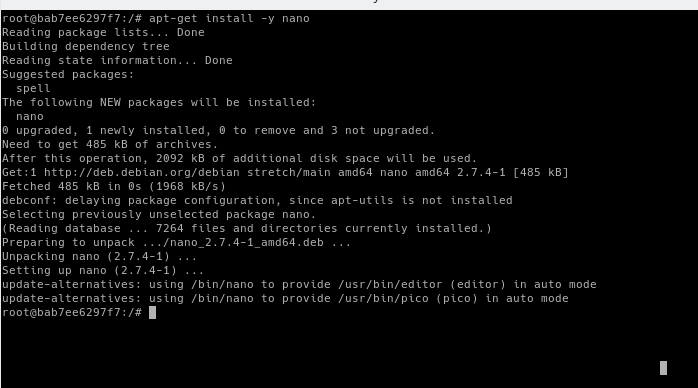 root@bab7ee6297f7:/# apt-get install -y nano
Reading package lists... Done
Building dependency tree
Reading state information... Done
Suggested packages:
  spell
The following NEW packages will be installed:
  nano
0 upgraded, 1 newly installed, 0 to remove and 3 not upgraded.
Need to get 485 kB of archives.
After this operation, 2092 kB of additional disk space will be used.
Get:1 http://deb.debian.org/debian stretch/main amd64 nano amd64 2.7.4-1 [485 kB]
Fetched 485 kB in 0s (1968 kB/s)
debconf: delaying package configuration, since apt-utils is not installed
Selecting previously unselected package nano.
(Reading database ... 7264 files and directories currently installed.)
Preparing to unpack .../nano_2.7.4-1_amd64.deb ...
Unpacking nano (2.7.4-1) ...
Setting up nano (2.7.4-1) ...
update-alternatives: using /bin/nano to provide /usr/bin/editor (editor) in auto mode
update-alternatives: using /bin/nano to provide /usr/bin/pico (pico) in auto mode
root@bab7ee6297f7:/#